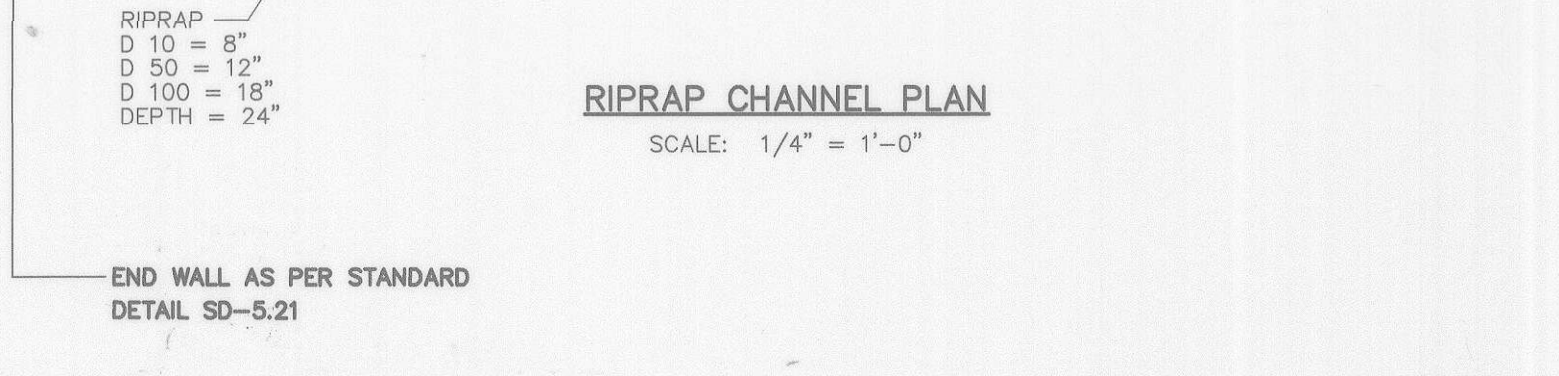 RIPRAP
D 10 = 8"
D 50 = 12"
D 100 = 18"
DEPTH = 24"
RIPRAP CHANNEL PLAN
SCALE: 1/4" = 1'-0"
END WALL AS PER STANDARD
DETAIL SD-5.21